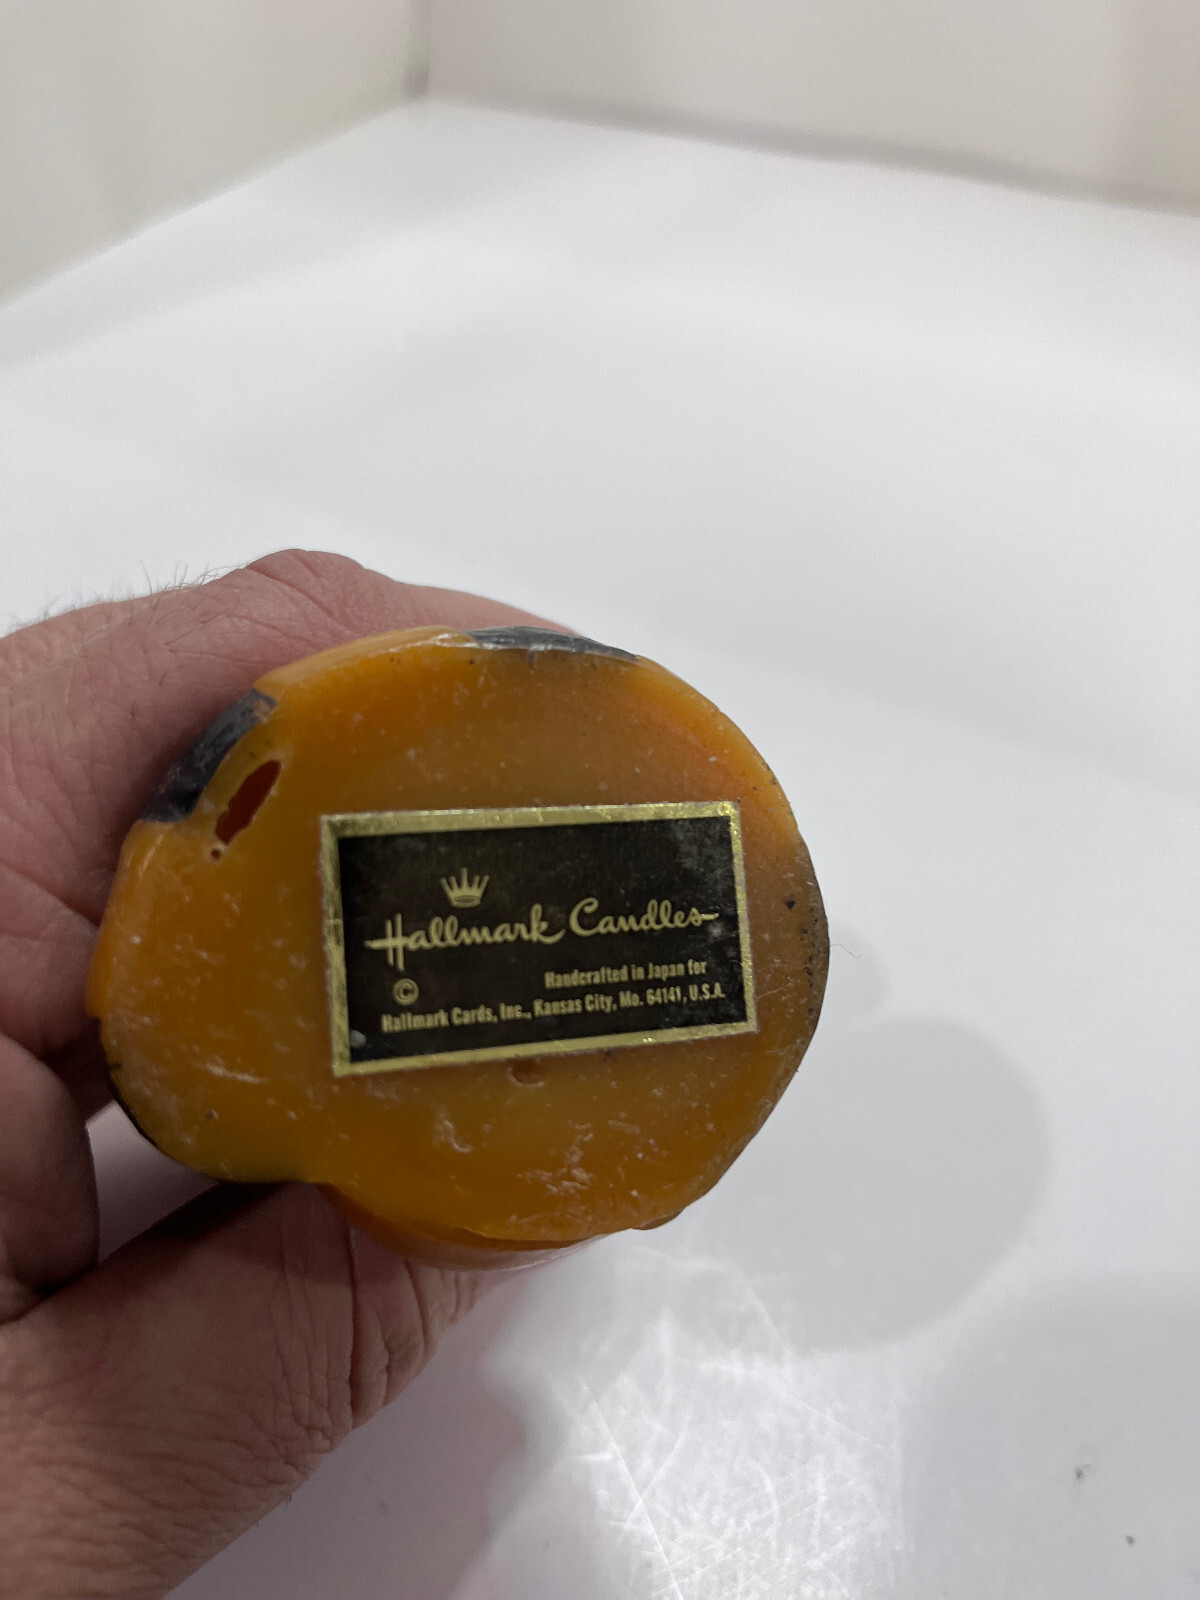 Hallmark Candles
Handcrafted in Japan for
©
Hallmark Cards, Inc., Kansas City, Mo. 64141, U.S.A.